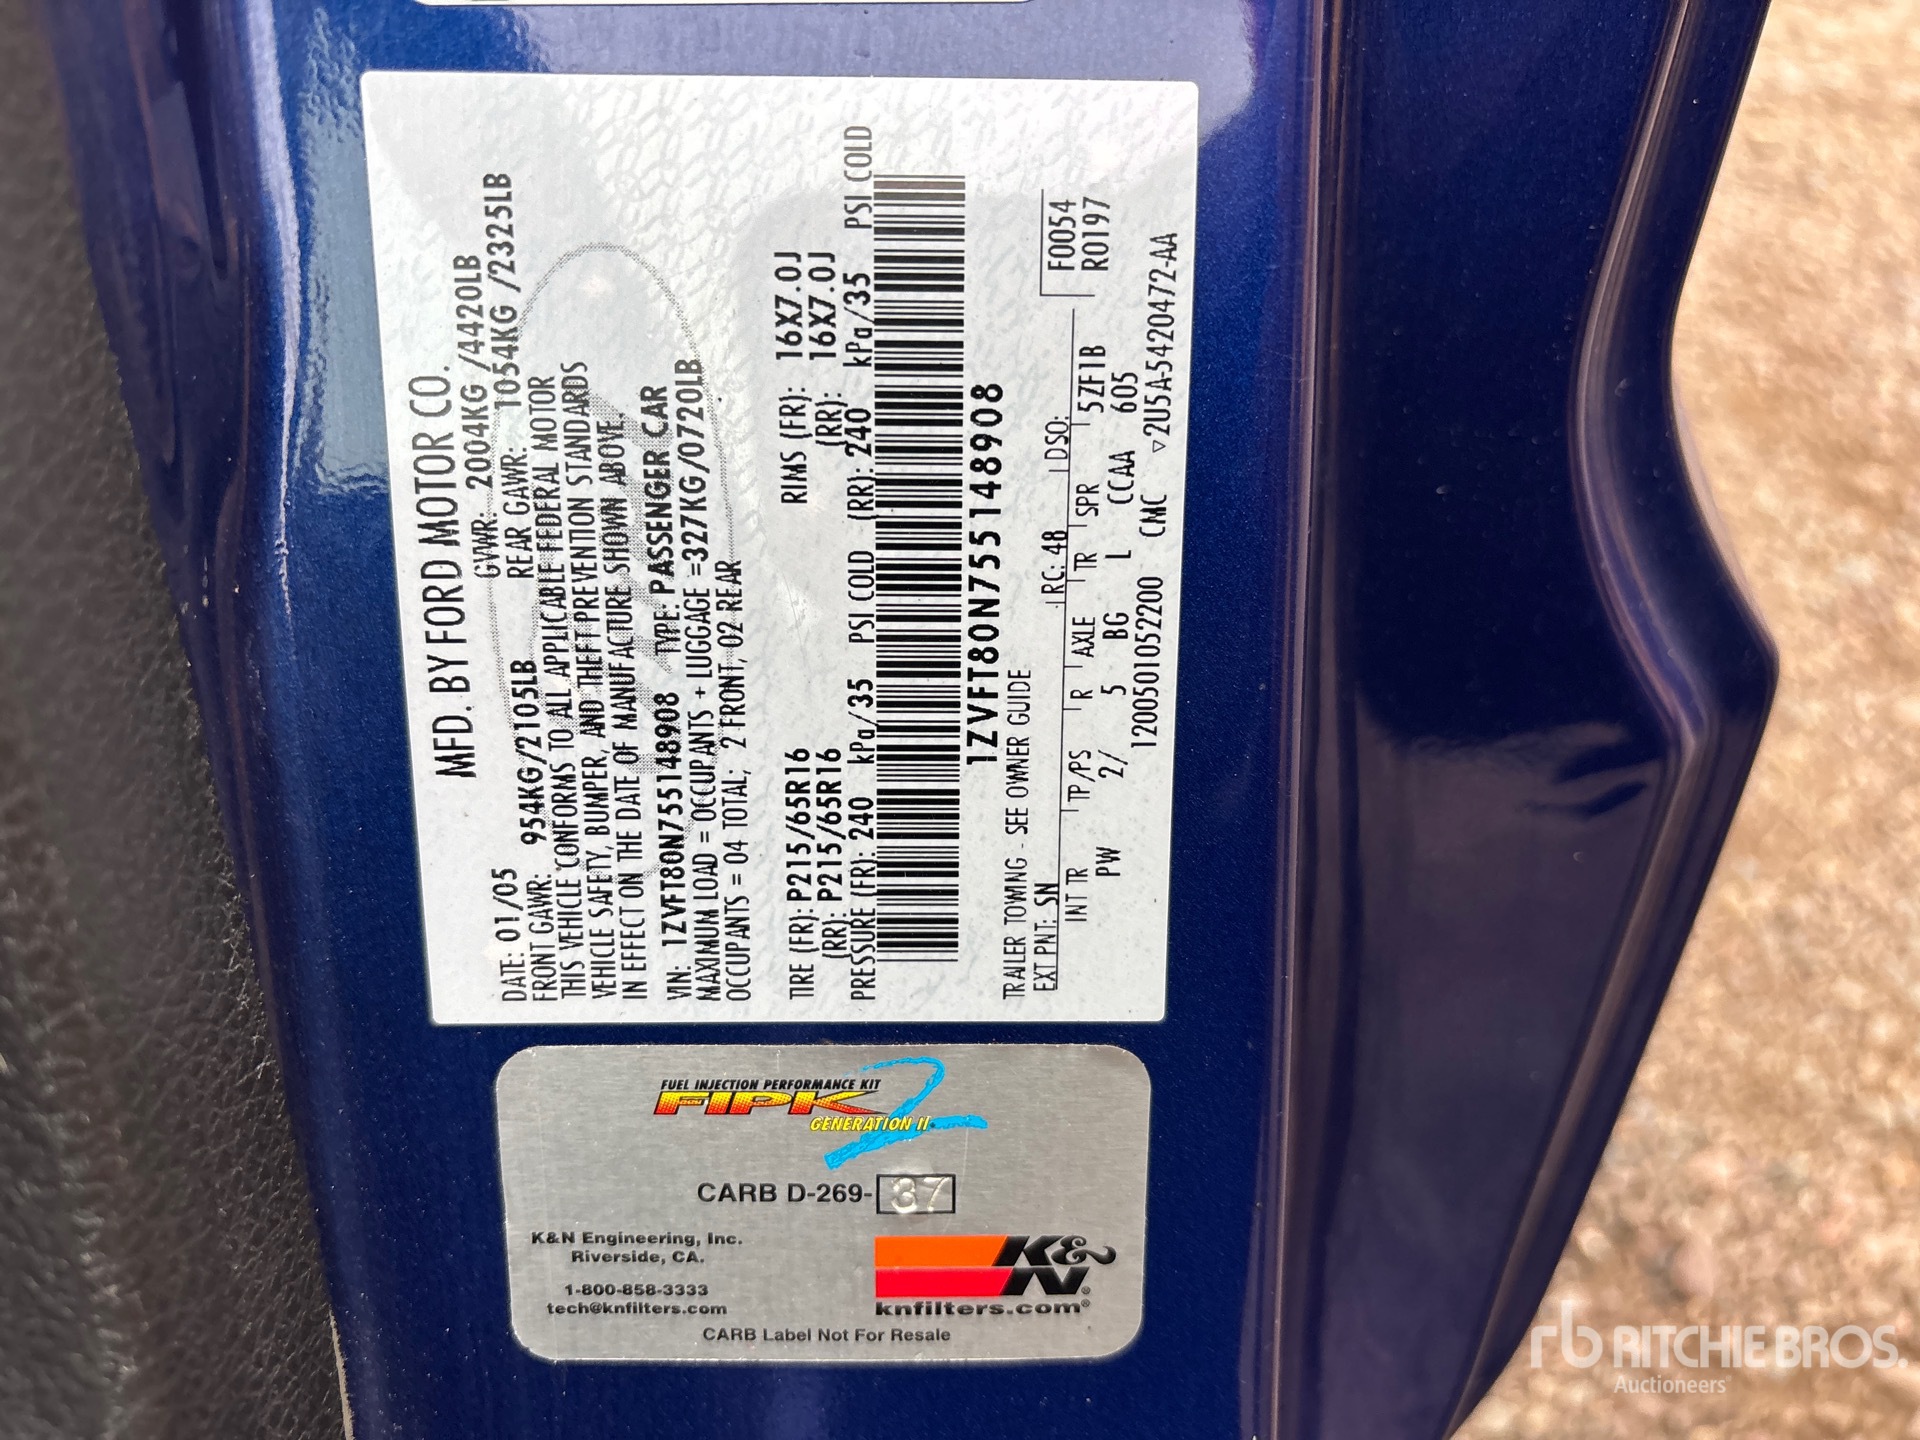 MFD. BY FORD MOTOR CO.
DATE: 01/05 GVWR: 2004KG /4420LB
FRONT GAWR: 954KG/2105LB REAR GAWR: 1054KG /2325LB
THIS VEHICLE CONFORMS TO ALL APPLICABLE FEDERAL MOTOR
VEHICLE SAFETY, BUMPER, AND THEFT PREVENTION STANDARDS
IN EFFECT ON THE DATE OF MANUFACTURE SHOWN ABOVE.
VIN: 1ZVFT80N755148908 TYPE: PASSENGER CAR
MAXIMUM LOAD = OCCUPANTS + LUGGAGE =327KG/0720LB
OCCUPANTS = 04 TOTAL; 2 FRONT, 02 REAR
TIRE (FR): P215/65R16 RIMS (FR): 16X7.0J
(RR): P215/65R16 (RR): 16X7.0J
PRESSURE (FR): 240 kPa/35 PSI COLD (RR): 240 kPa/35 PSI COLD
1ZVFT80N755148908
TRAILER TOWING - SEE OWNER GUIDE
F0054
R0197
EXT PNT: SN RC: 48 DSO:
INT TR TP/PS R AXLE TR SPR 5ZF1B
PW 2/ 5 BG L CCAA 605
120050105220​0 CMC ▿2U5A-5420472-AA
FUEL INJECTION PERFORMANCE KIT
FIPK 2
GENERATION II
CARB D-269-37
K&N Engineering, Inc.
Riverside, CA.
1-800-858-3333
tech@knfilters.com
K&N®
knfilters.com®
CARB Label Not For Resale
rb RITCHIE BROS.
Auctioneers